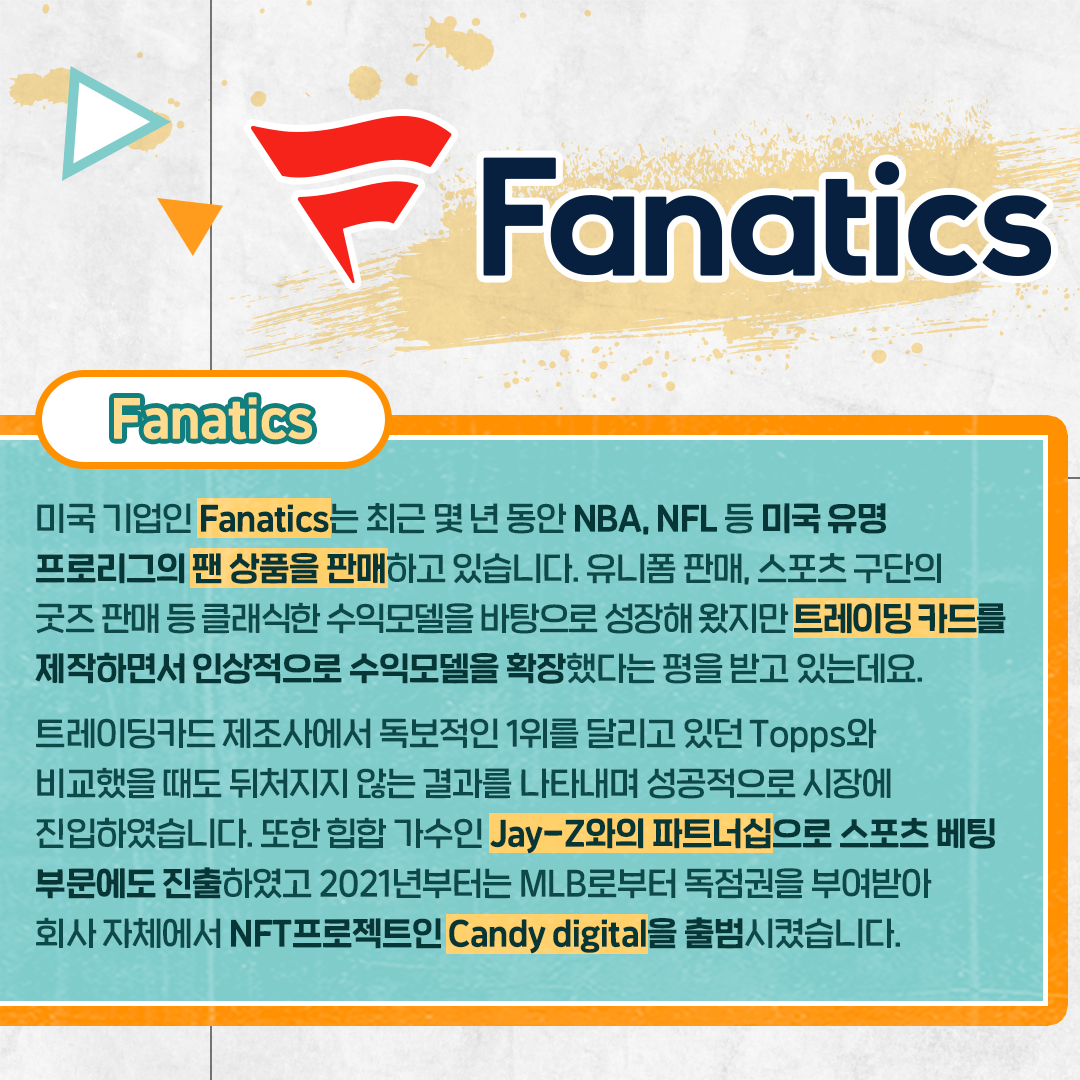 Fanatics
Fanatics
미국 기업인 Fanatics는 최근 몇 년 동안 NBA, NFL 등 미국 유명
프로리그의 팬 상품을 판매하고 있습니다. 유니폼 판매, 스포츠 구단의
굿즈 판매 등 클래식한 수익모델을 바탕으로 성장해 왔지만 트레이딩 카드를
제작하면서 인상적으로 수익모델을 확장했다는 평을 받고 있는데요.
트레이딩카드 제조사에서 독보적인 1위를 달리고 있던 Topps와
비교했을 때도 뒤처지지 않는 결과를 나타내며 성공적으로 시장에
진입하였습니다. 또한 힙합 가수인 Jay-Z와의 파트너십으로 스포츠 베팅
부문에도 진출하였고 2021년부터는 MLB로부터 독점권을 부여받아
회사 자체에서 NFT프로젝트인 Candy digital을 출범시켰습니다.